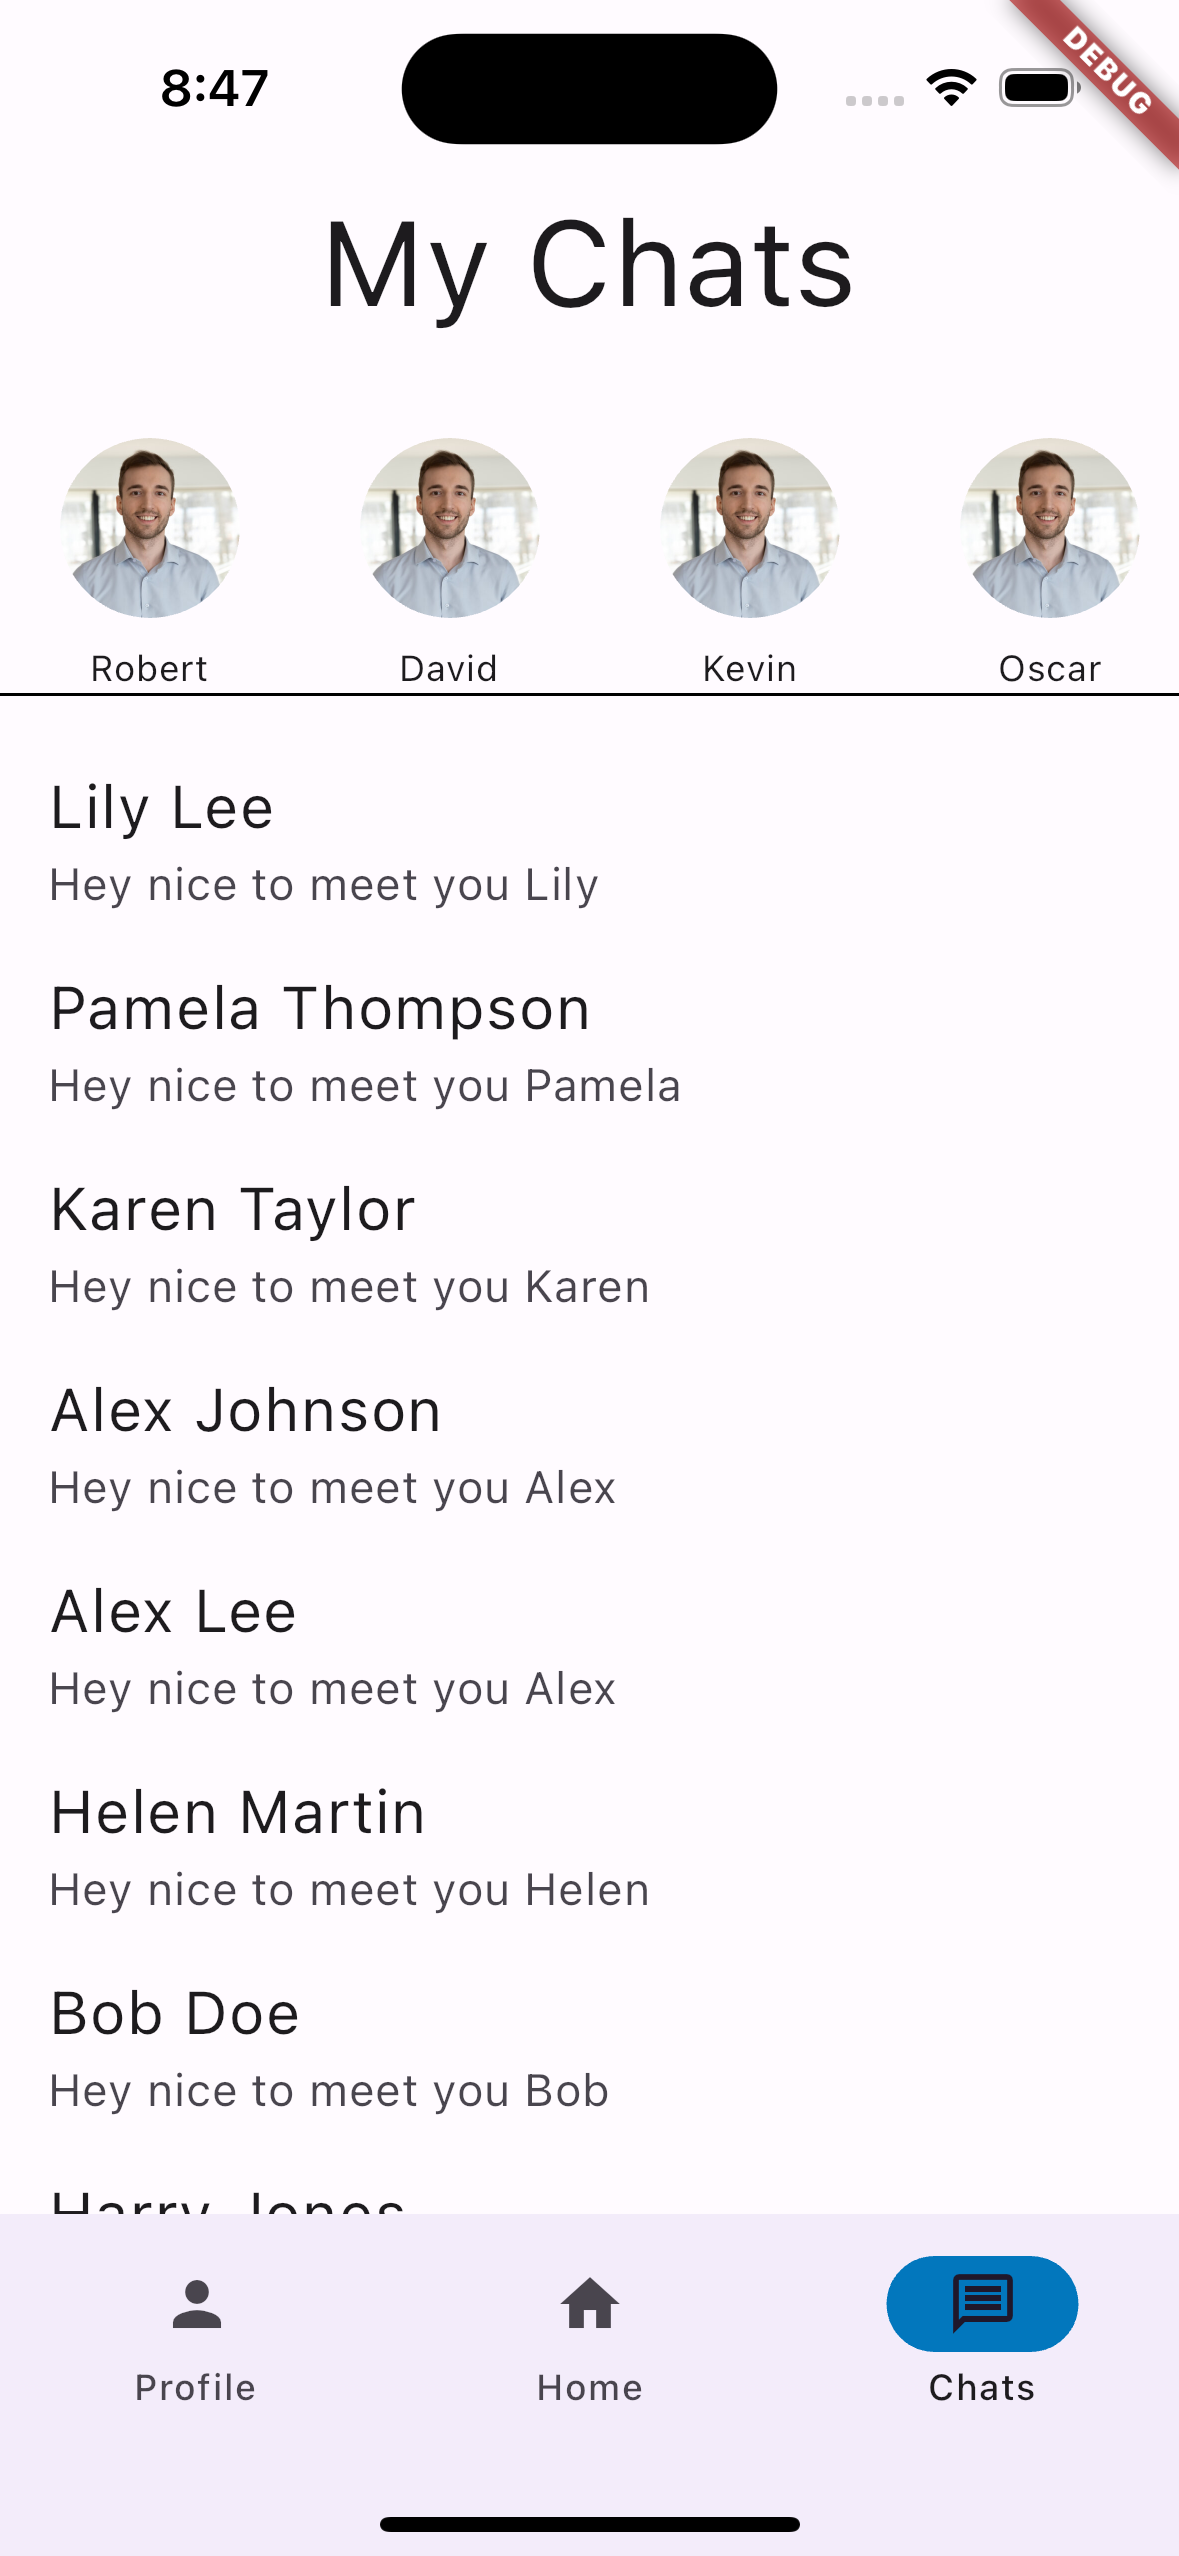 8:47
DEBUG
My Chats
Robert David Kevin Oscar
Lily Lee
Hey nice to meet you Lily
Pamela Thompson
Hey nice to meet you Pamela
Karen Taylor
Hey nice to meet you Karen
Alex Johnson
Hey nice to meet you Alex
Alex Lee
Hey nice to meet you Alex
Helen Martin
Hey nice to meet you Helen
Bob Doe
Hey nice to meet you Bob
Harry Jones
Profile Home Chats